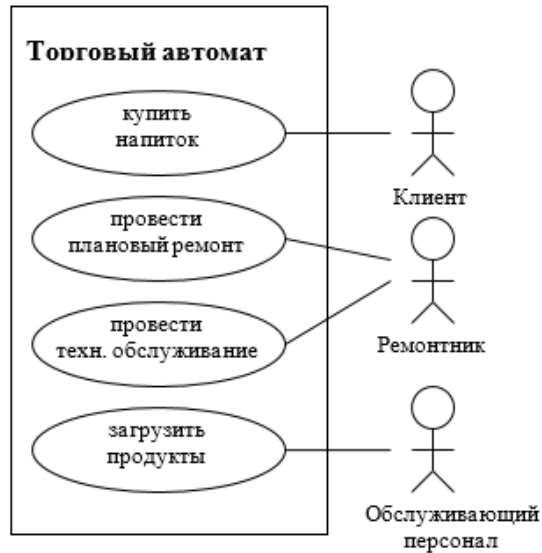 Торговый автомат
купить
напиток
Клиент
провести
плановый ремонт
провести
техн. обслуживание
Ремонтник
загрузить
продукты
Обслуживающий
персонал